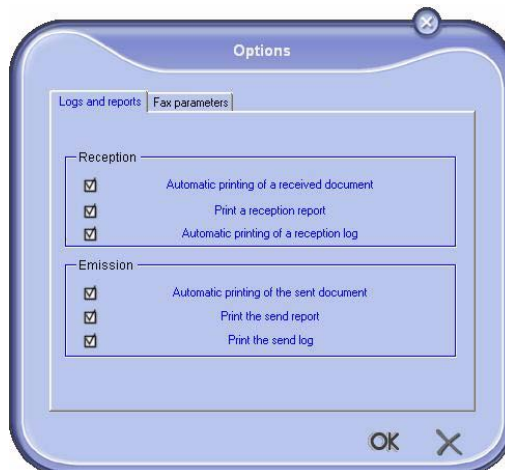 Options
Logs and reports Fax parameters
Reception
Automatic printing of a received document
Print a reception report
Automatic printing of a reception log
Emission
Automatic printing of the sent document
Print the send report
Print the send log
OK